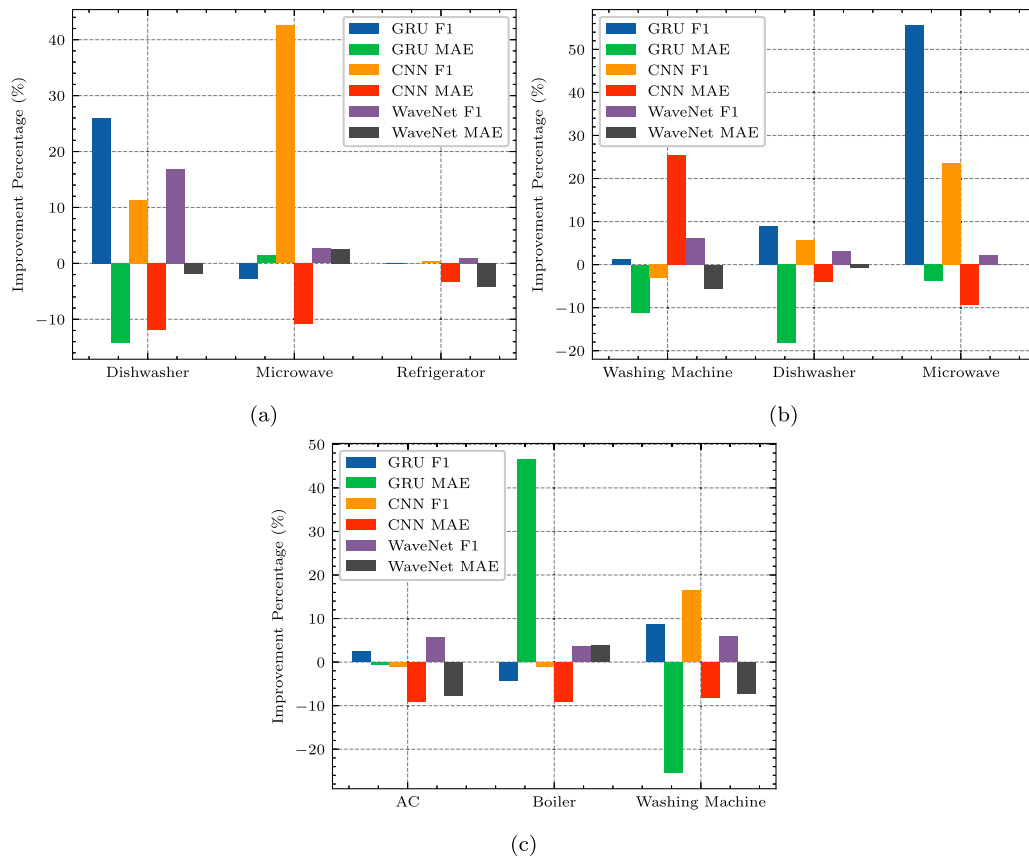 GRU F1
GRU MAE
CNN F1
CNN MAE
WaveNet F1
WaveNet MAE
Improvement Percentage (%)
40
30
20
10
0
−10
Dishwasher Microwave Refrigerator
(a)
GRU F1
GRU MAE
CNN F1
CNN MAE
WaveNet F1
WaveNet MAE
Improvement Percentage (%)
50
40
30
20
10
0
−10
−20
Washing Machine Dishwasher Microwave
(b)
GRU F1
GRU MAE
CNN F1
CNN MAE
WaveNet F1
WaveNet MAE
Improvement Percentage (%)
50
40
30
20
10
0
−10
−20
AC Boiler Washing Machine
(c)